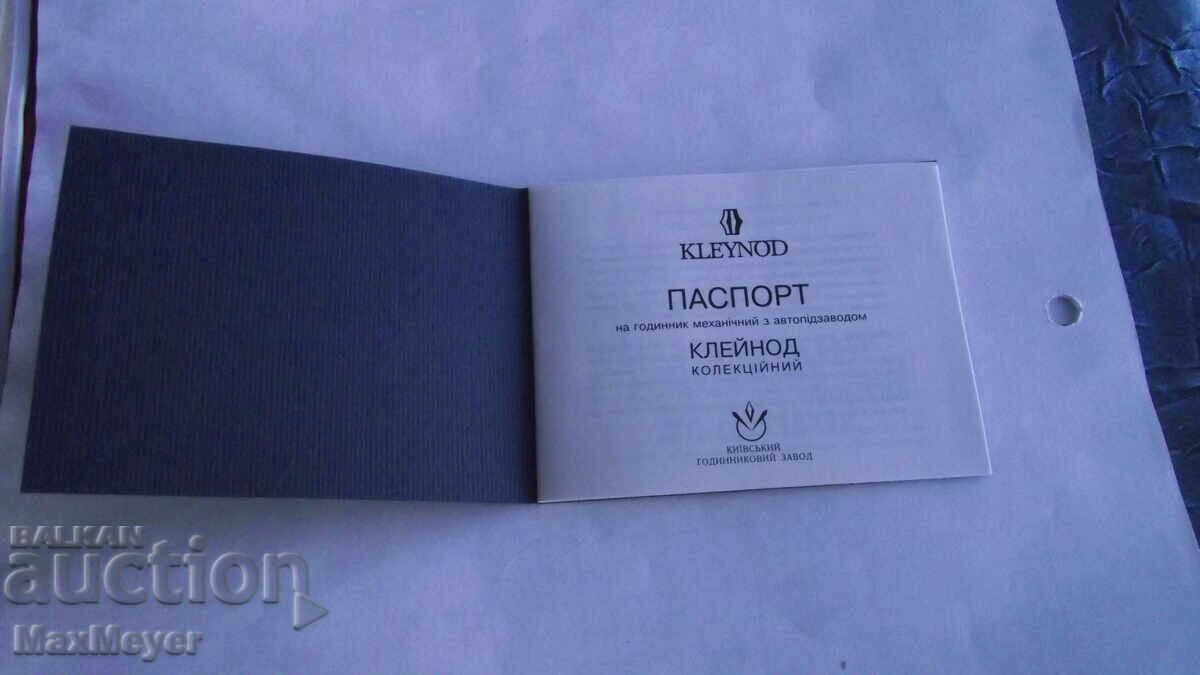 KLEYNOD
ПАСПОРТ
на годинник механічний з автопідзаводом
КЛЕЙНОД
КОЛЕКЦІЙНИЙ
КИЇВСЬКИЙ
ГОДИННИКОВИЙ ЗАВОД
BALKAN
auction
MaxMeyer